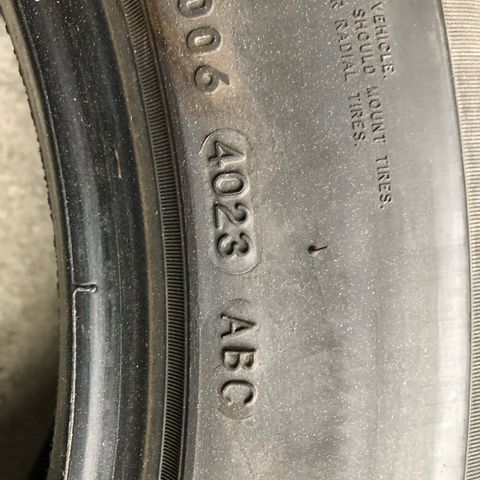 VEHICLE.
SHOULD MOUNT TIRES.
RADIAL TIRES.
006
4023
ABC